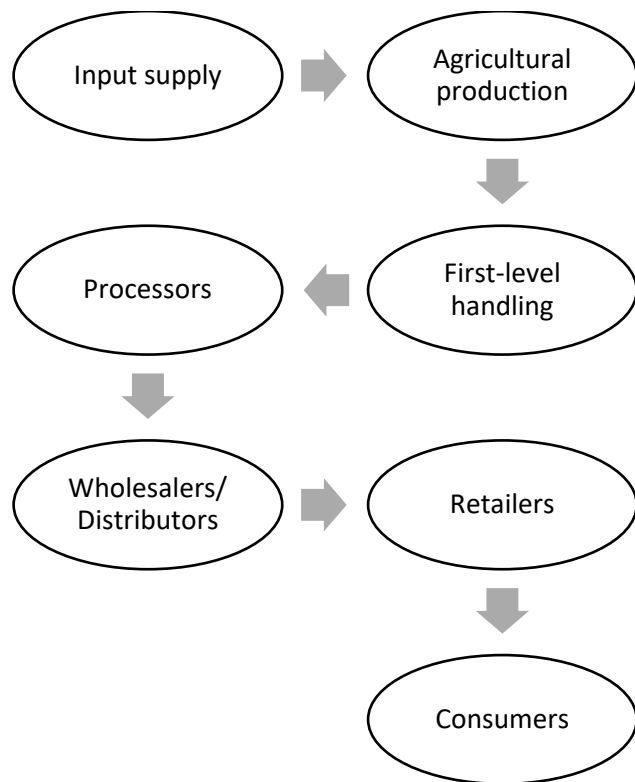 Input supply
Agricultural
production
First-level
handling
Processors
Wholesalers/
Distributors
Retailers
Consumers